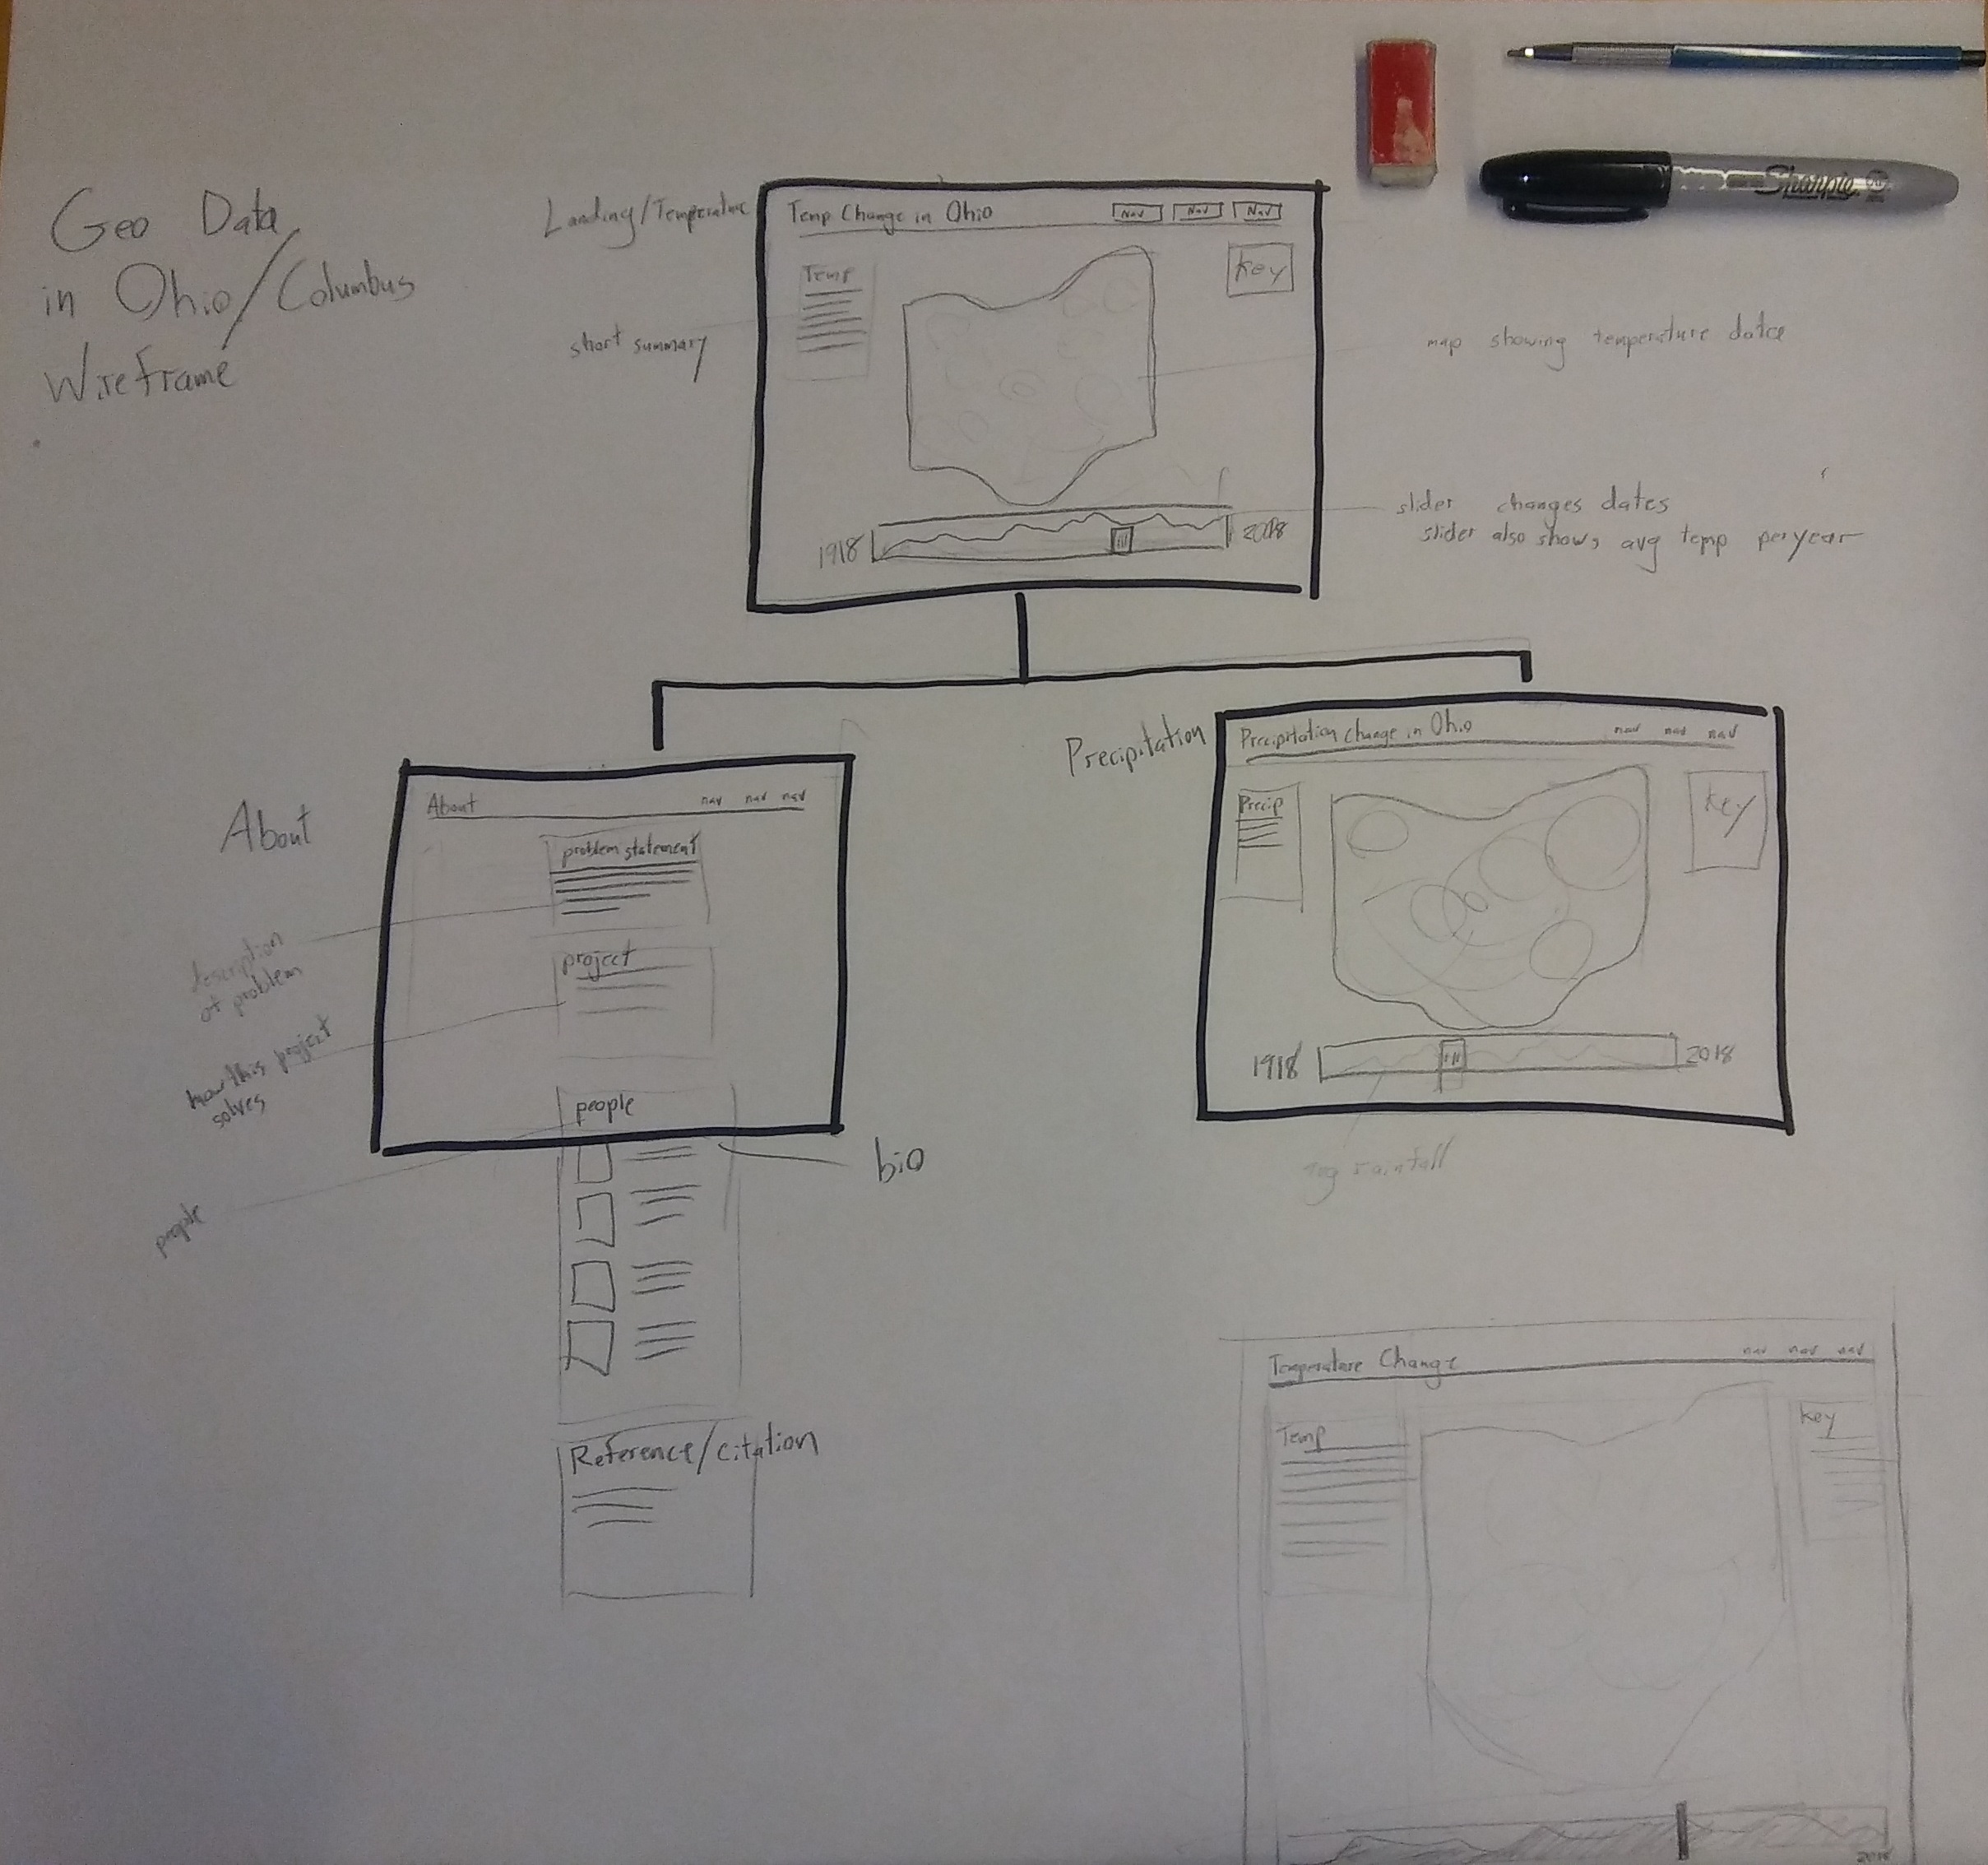 Geo Data
in Ohio/Columbus
Wireframe
Sharpie
Landing/Temperature
Temp Change in Ohio
Nav Nav Nav
Temp
Key
short summary
map showing temperature
1918
2018
slider changes dates
slider also shows avg temp per year
About
About
nav nav nav
problem statement
description
of problem
project
how this project
solves
people
people
bio
Reference/citation
Precipitation
Precipitation Change in Ohio
nav nav nav
Precip
Key
1918
2018
avg rainfall
Temperature Change
nav nav nav
Temp
Key
2018